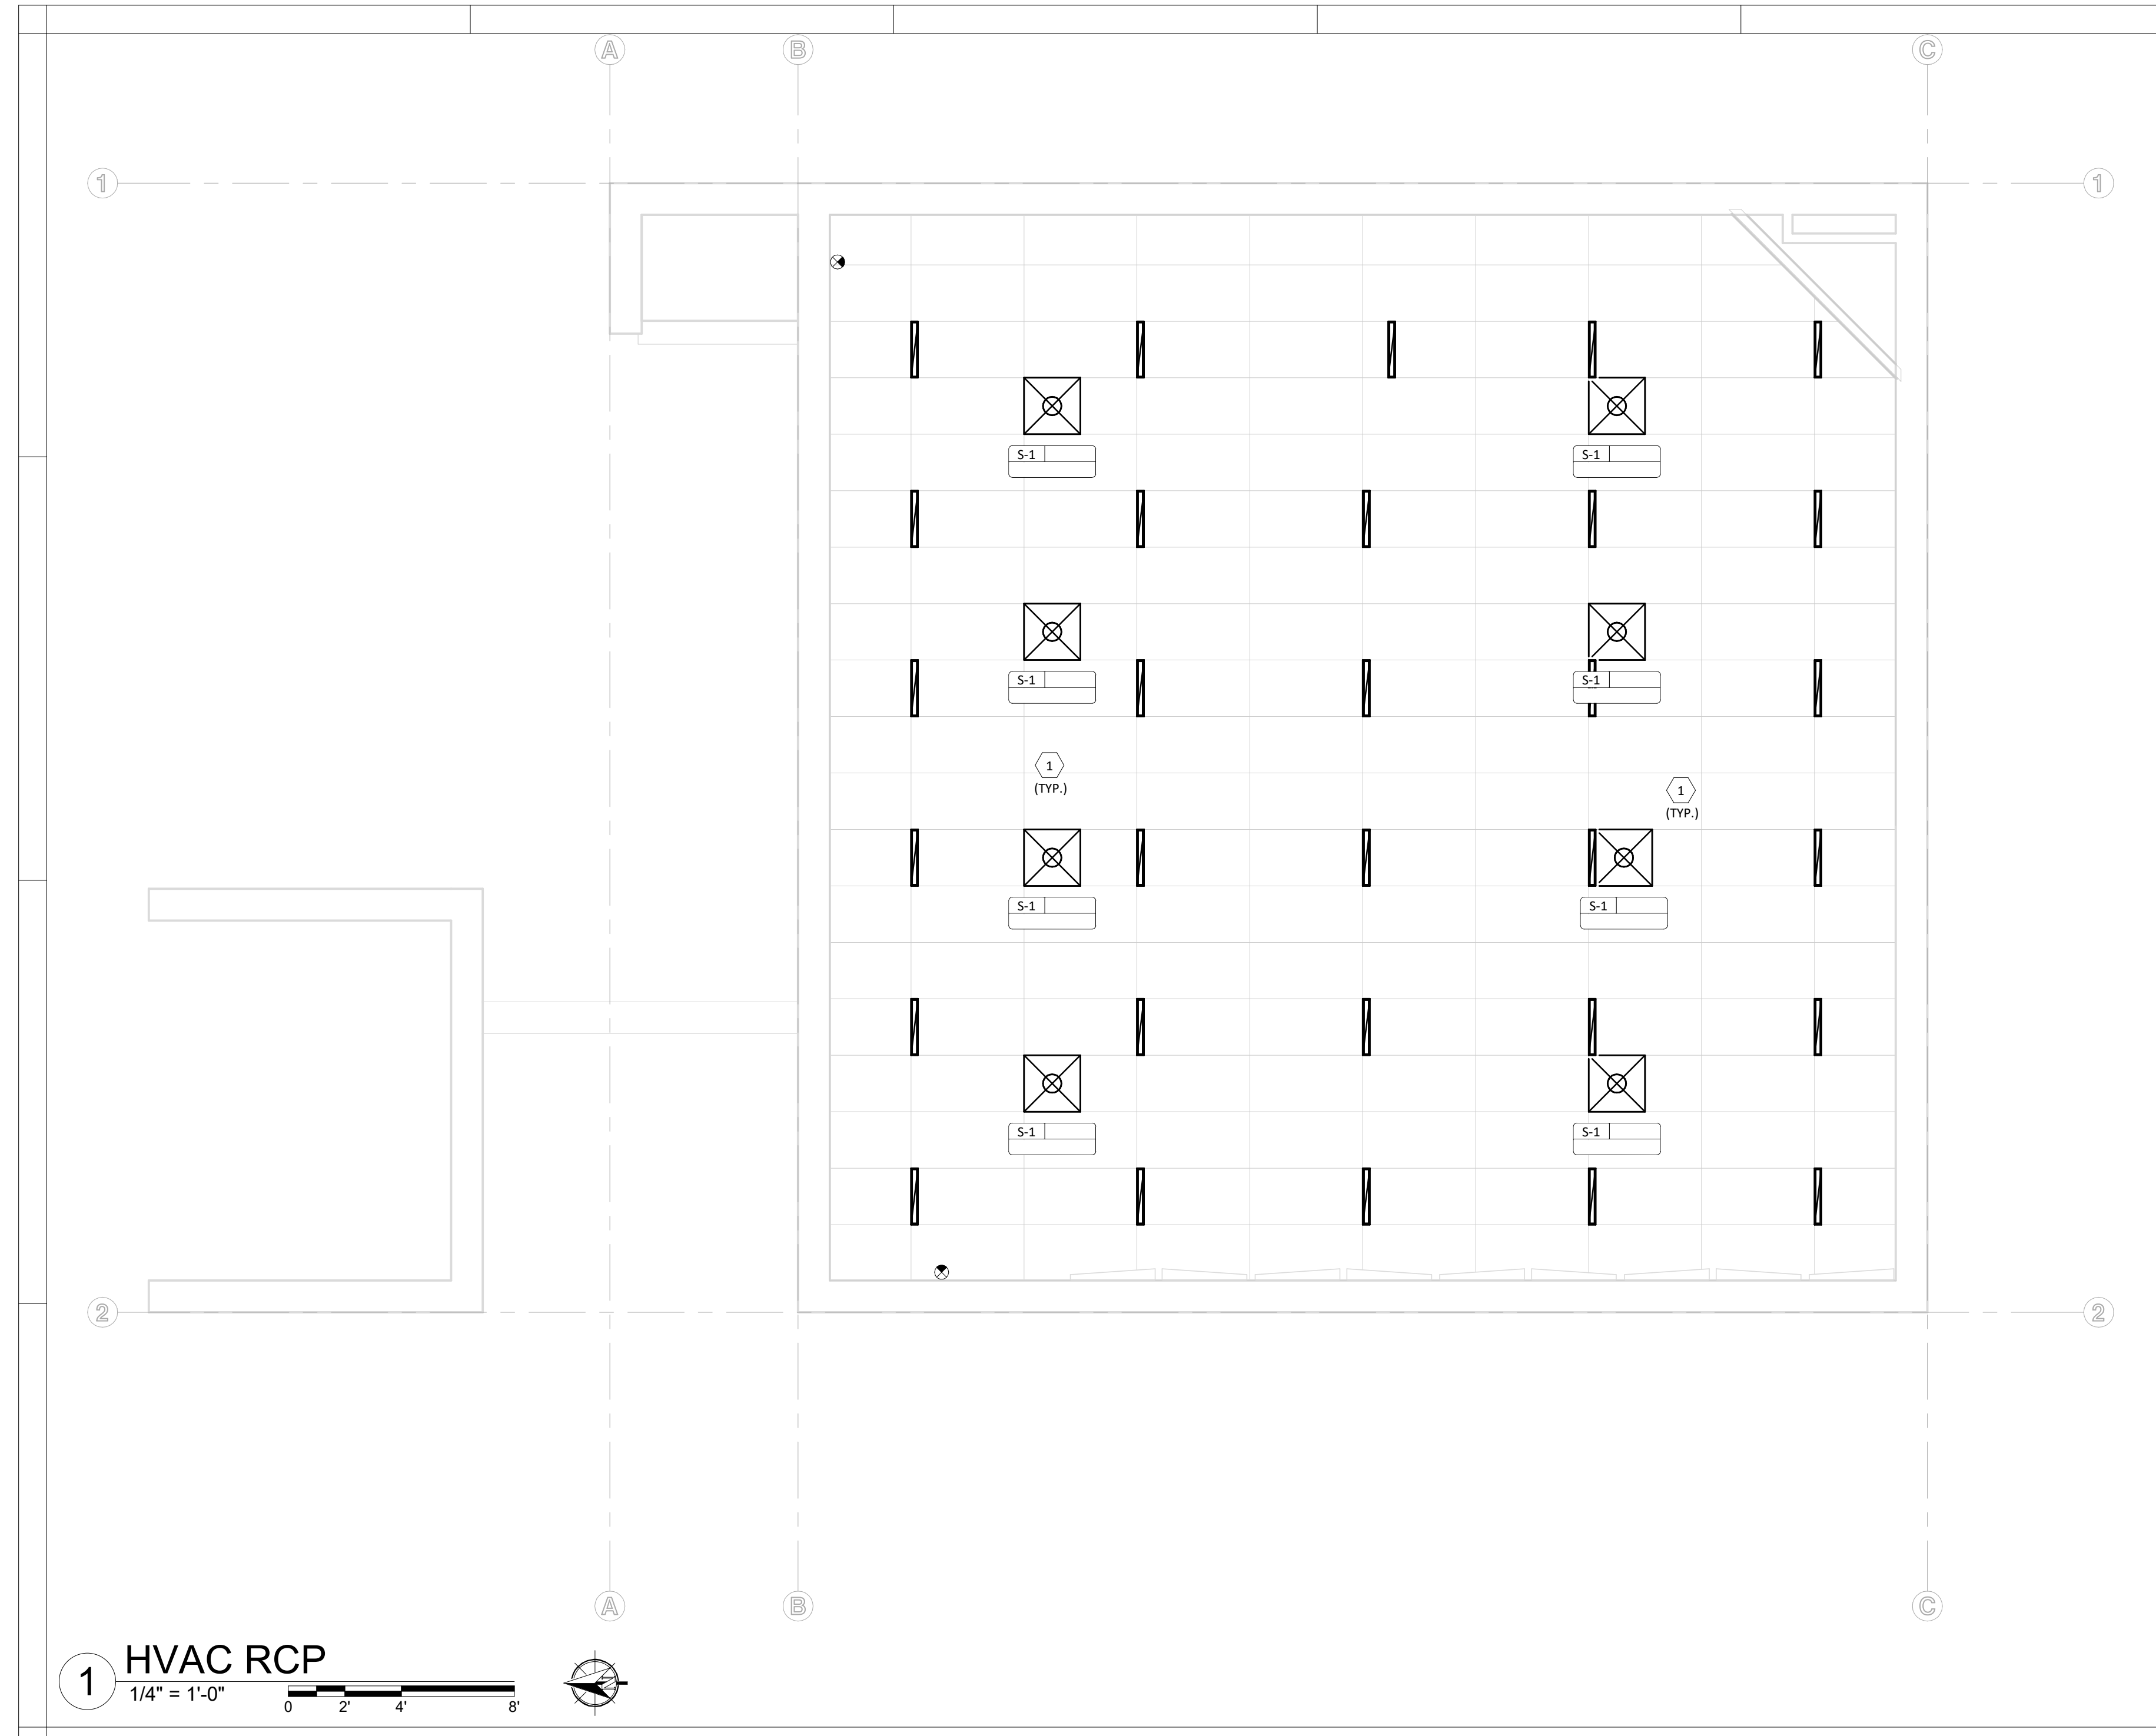 A B C
1 1
S-1 S-1
S-1 S-1
1
(TYP.)
1
(TYP.)
S-1 S-1
S-1 S-1
2 2
A B C
1 HVAC RCP
1/4" = 1'-0"
0 2' 4' 8'